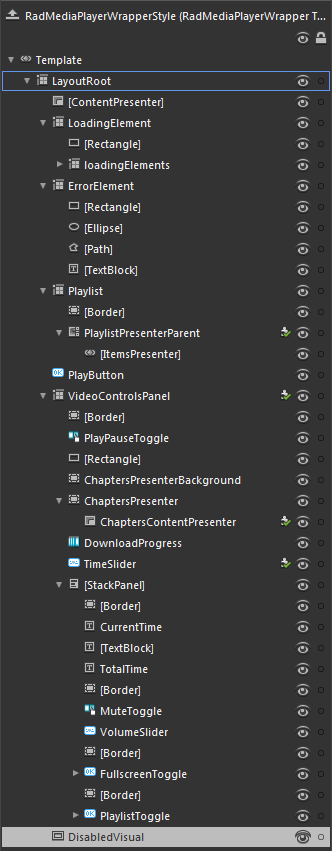 RadMediaPlayerWrapperStyle (RadMediaPlayerWrapper T...
Template
LayoutRoot
[ContentPresenter]
LoadingElement
[Rectangle]
loadingElements
ErrorElement
[Rectangle]
[Ellipse]
[Path]
[TextBlock]
Playlist
[Border]
PlaylistPresenterParent
[ItemsPresenter]
PlayButton
VideoControlsPanel
[Border]
PlayPauseToggle
[Rectangle]
ChaptersPresenterBackground
ChaptersPresenter
ChaptersContentPresenter
DownloadProgress
TimeSlider
[StackPanel]
[Border]
CurrentTime
[TextBlock]
TotalTime
[Border]
MuteToggle
VolumeSlider
[Border]
FullscreenToggle
[Border]
PlaylistToggle
DisabledVisual